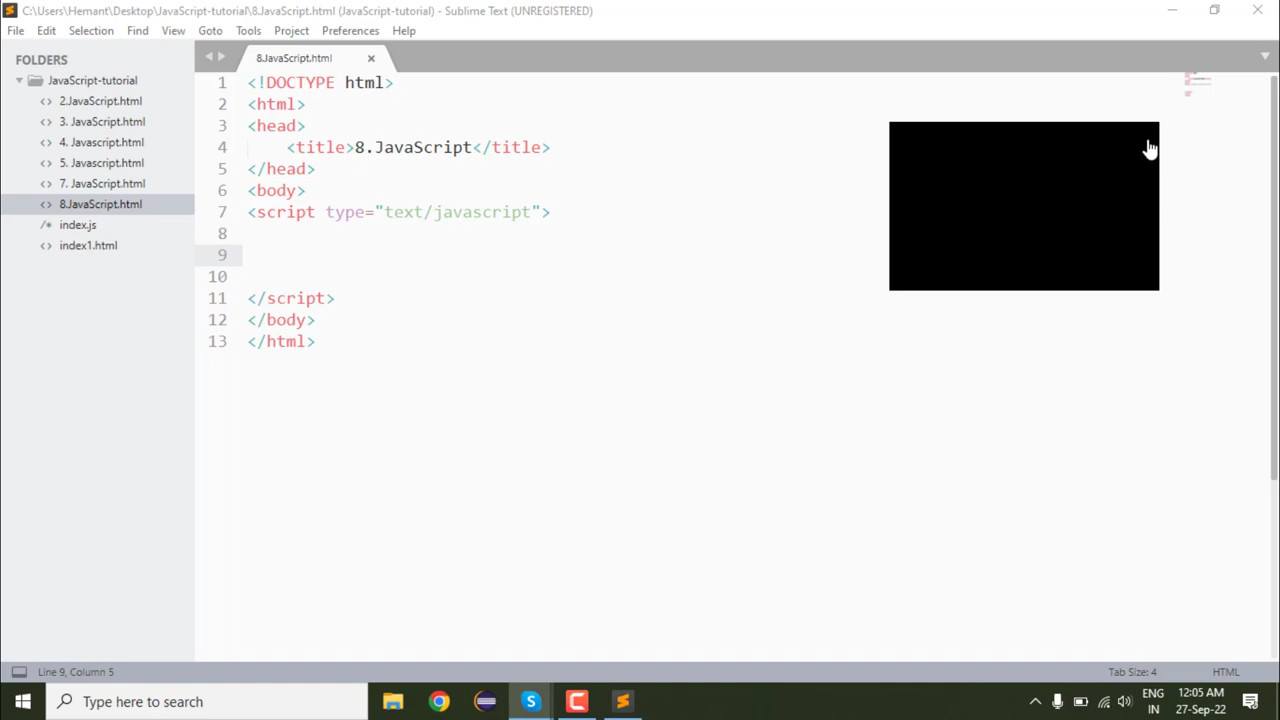 C:\Users\Hemant\Desktop\JavaScript-tutorial\8.JavaScript.html (JavaScript-tutorial) - Sublime Text (UNREGISTERED)
File Edit Selection Find View Goto Tools Project Preferences Help
FOLDERS
JavaScript-tutorial
2.JavaScript.html
3. JavaScript.html
4. Javascript.html
5. Javascript.html
7. JavaScript.html
8.JavaScript.html
index.js
index1.html
8.JavaScript.html
1 <!DOCTYPE html>
2 <html>
3 <head>
4 <title>8.JavaScript</title>
5 </head>
6 <body>
7 <script type="text/javascript">
8
9
10
11 </script>
12 </body>
13 </html>
Line 9, Column 5
Tab Size: 4
HTML
Type here to search
ENG
IN
12:05 AM
27-Sep-22